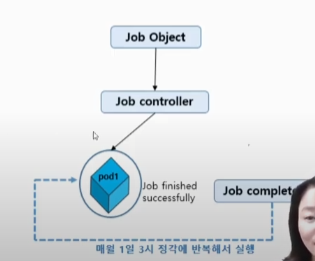 Job Object
Job controller
pod1
Job finished
successfully
Job complet
매월 1일 3시 정각에 반복해서 실행